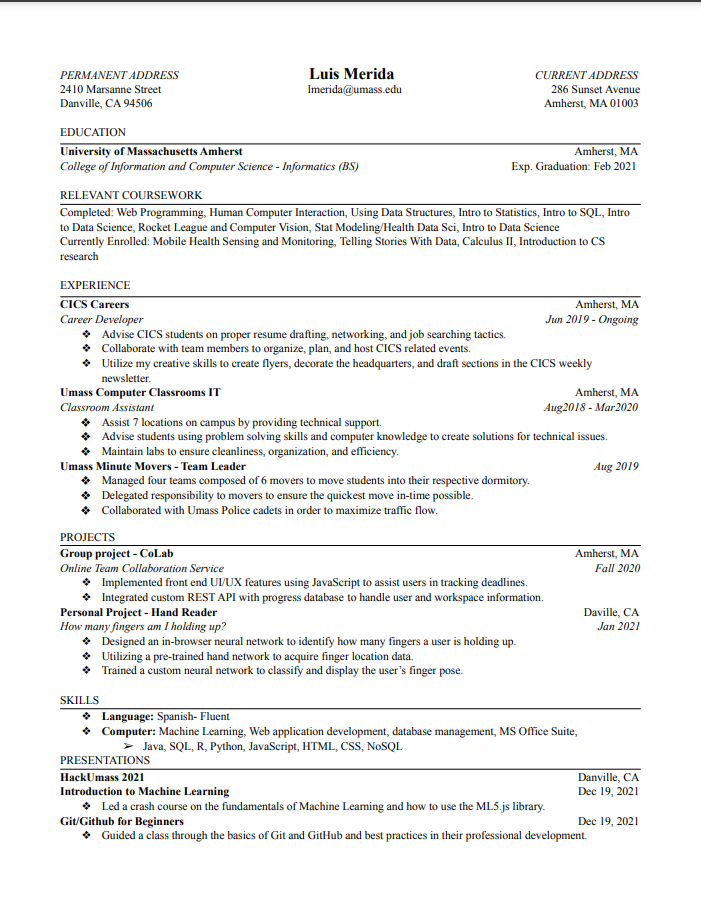 Luis Merida
PERMANENT ADDRESS CURRENT ADDRESS
2410 Marsanne Street lmerida@umass.edu 286 Sunset Avenue
Danville, CA 94506 Amherst, MA 01003
EDUCATION
University of Massachusetts Amherst Amherst, MA
College of Information and Computer Science - Informatics (BS) Exp. Graduation: Feb 2021
RELEVANT COURSEWORK
Completed: Web Programming, Human Computer Interaction, Using Data Structures, Intro to Statistics, Intro to SQL, Intro
to Data Science, Rocket League and Computer Vision, Stat Modeling/Health Data Sci, Intro to Data Science
Currently Enrolled: Mobile Health Sensing and Monitoring, Telling Stories With Data, Calculus II, Introduction to CS
research
EXPERIENCE
CICS Careers Amherst, MA
Career Developer Jun 2019 - Ongoing
❖ Advise CICS students on proper resume drafting, networking, and job searching tactics.
❖ Collaborate with team members to organize, plan, and host CICS related events.
❖ Utilize my creative skills to create flyers, decorate the headquarters, and draft sections in the CICS weekly
newsletter.
Umass Computer Classrooms IT Amherst, MA
Classroom Assistant Aug2018 - Mar2020
❖ Assist 7 locations on campus by providing technical support.
❖ Advise students using problem solving skills and computer knowledge to create solutions for technical issues.
❖ Maintain labs to ensure cleanliness, organization, and efficiency.
Umass Minute Movers - Team Leader Aug 2019
❖ Managed four teams composed of 6 movers to move students into their respective dormitory.
❖ Delegated responsibility to movers to ensure the quickest move in-time possible.
❖ Collaborated with Umass Police cadets in order to maximize traffic flow.
PROJECTS
Group project - CoLab Amherst, MA
Online Team Collaboration Service Fall 2020
❖ Implemented front end UI/UX features using JavaScript to assist users in tracking deadlines.
❖ Integrated custom REST API with progress database to handle user and workspace information.
Personal Project - Hand Reader Daville, CA
How many fingers am I holding up? Jan 2021
❖ Designed an in-browser neural network to identify how many fingers a user is holding up.
❖ Utilizing a pre-trained hand network to acquire finger location data.
❖ Trained a custom neural network to classify and display the user's finger pose.
SKILLS
❖ Language: Spanish- Fluent
❖ Computer: Machine Learning, Web application development, database management, MS Office Suite,
➢ Java, SQL, R, Python, JavaScript, HTML, CSS, NoSQL
PRESENTATIONS
HackUmass 2021 Danville, CA
Introduction to Machine Learning Dec 19, 2021
❖ Led a crash course on the fundamentals of Machine Learning and how to use the ML5.js library.
Git/Github for Beginners Dec 19, 2021
❖ Guided a class through the basics of Git and GitHub and best practices in their professional development.